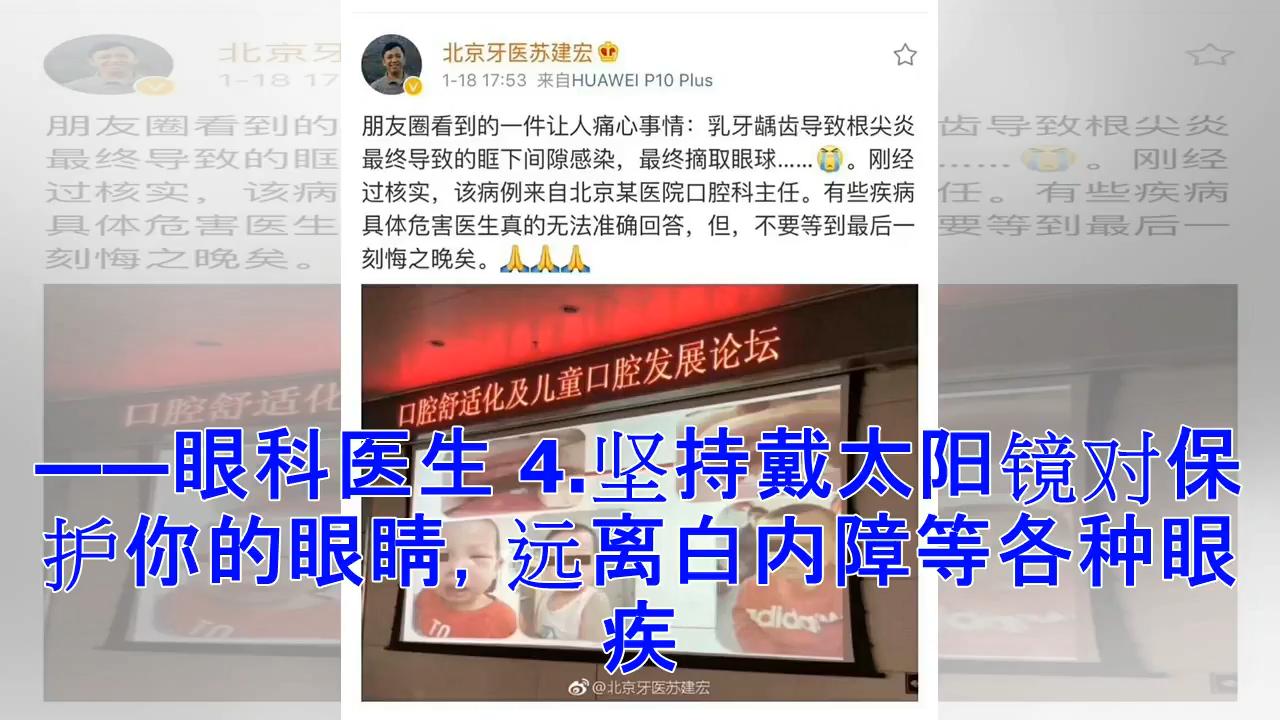 北京牙医苏建宏
1-18 17:53 来自HUAWEI P10 Plus
朋友圈看到的一件让人痛心事情：乳牙龋齿导致根尖炎
最终导致的眶下间隙感染，最终摘取眼球......😭。刚经
过核实，该病例来自北京某医院口腔科主任。有些疾病
具体危害医生真的无法准确回答，但，不要等到最后一
刻悔之晚矣。🙏🙏🙏
口腔舒适化及儿童口腔发展论坛
——眼科医生 4.坚持戴太阳镜对保
护你的眼睛，远离白内障等各种眼
疾
TO
adidas
@北京牙医苏建宏